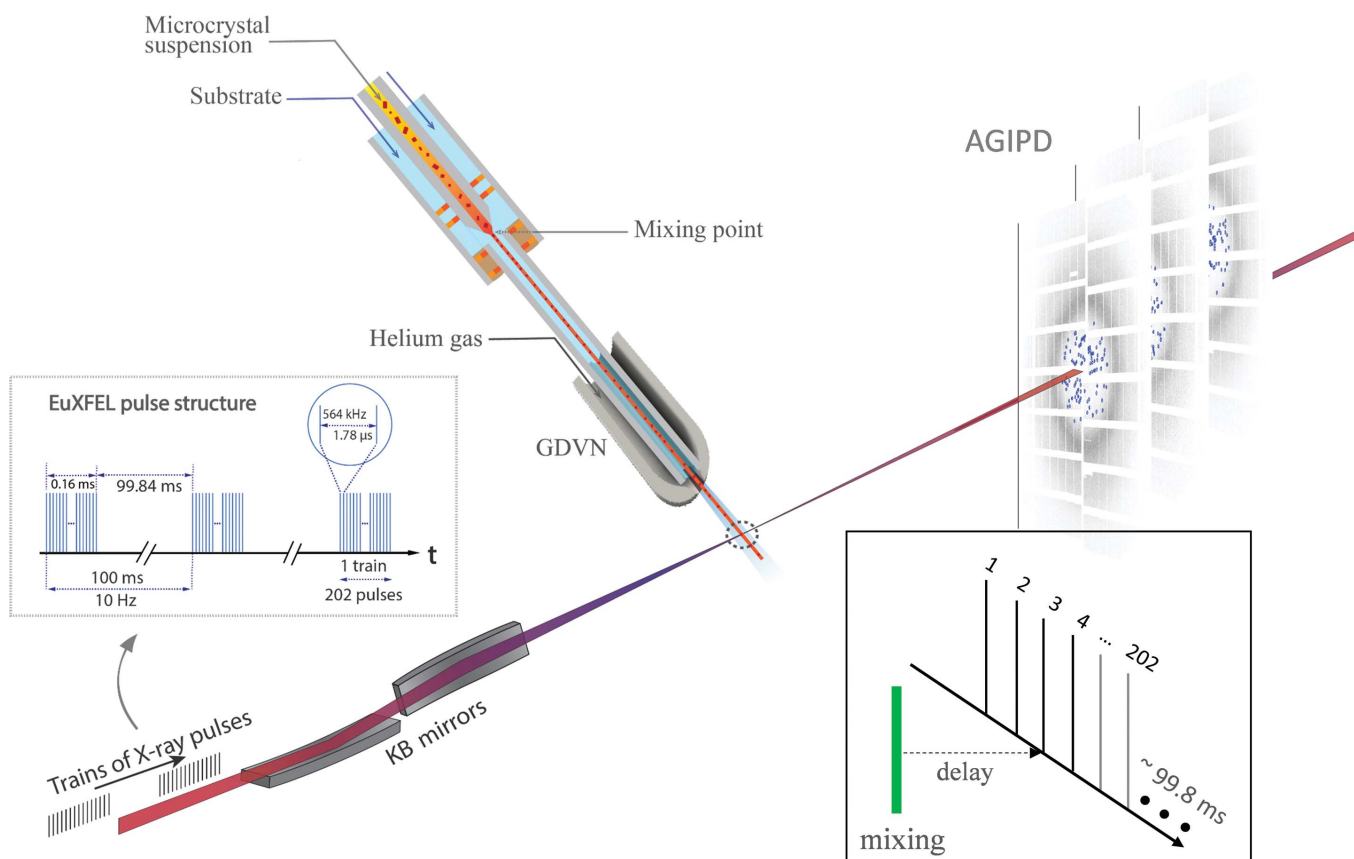 Microcrystal
suspension
Substrate
Mixing point
Helium gas
GDVN
AGIPD
EuXFEL pulse structure
564 kHz
1.78 µs
0.16 ms
99.84 ms
...
...
...
t
100 ms
10 Hz
1 train
202 pulses
Trains of X-ray pulses
KB mirrors
1
2
3
4
...
202
delay
~ 99.8 ms
mixing